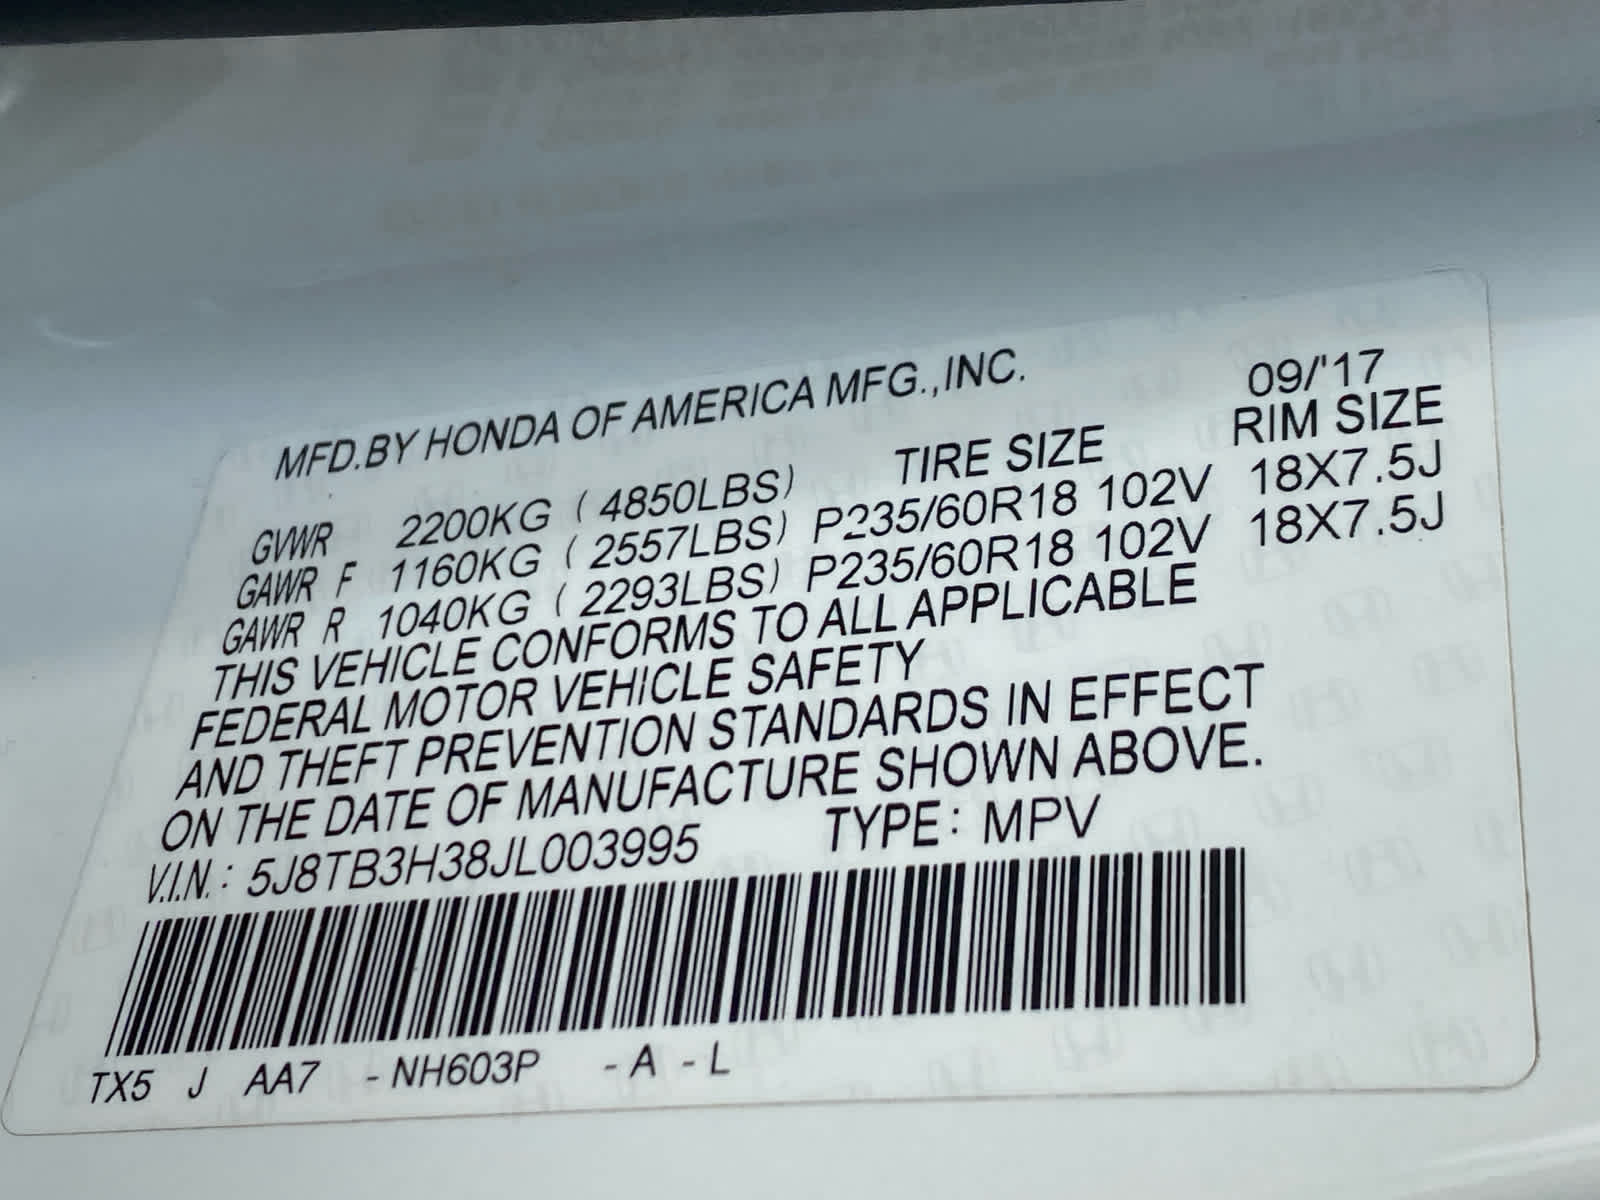 MFD.BY HONDA OF AMERICA MFG.,INC. 09/'17
TIRE SIZE RIM SIZE
GVWR 2200KG ( 4850LBS)
GAWR F 1160KG ( 2557LBS) P235/60R18 102V 18X7.5J
GAWR R 1040KG ( 2293LBS) P235/60R18 102V 18X7.5J
THIS VEHICLE CONFORMS TO ALL APPLICABLE
FEDERAL MOTOR VEHICLE SAFETY
AND THEFT PREVENTION STANDARDS IN EFFECT
ON THE DATE OF MANUFACTURE SHOWN ABOVE.
V.I.N.: 5J8TB3H38JL003995 TYPE: MPV
TX5 J AA7 -NH603P -A -L